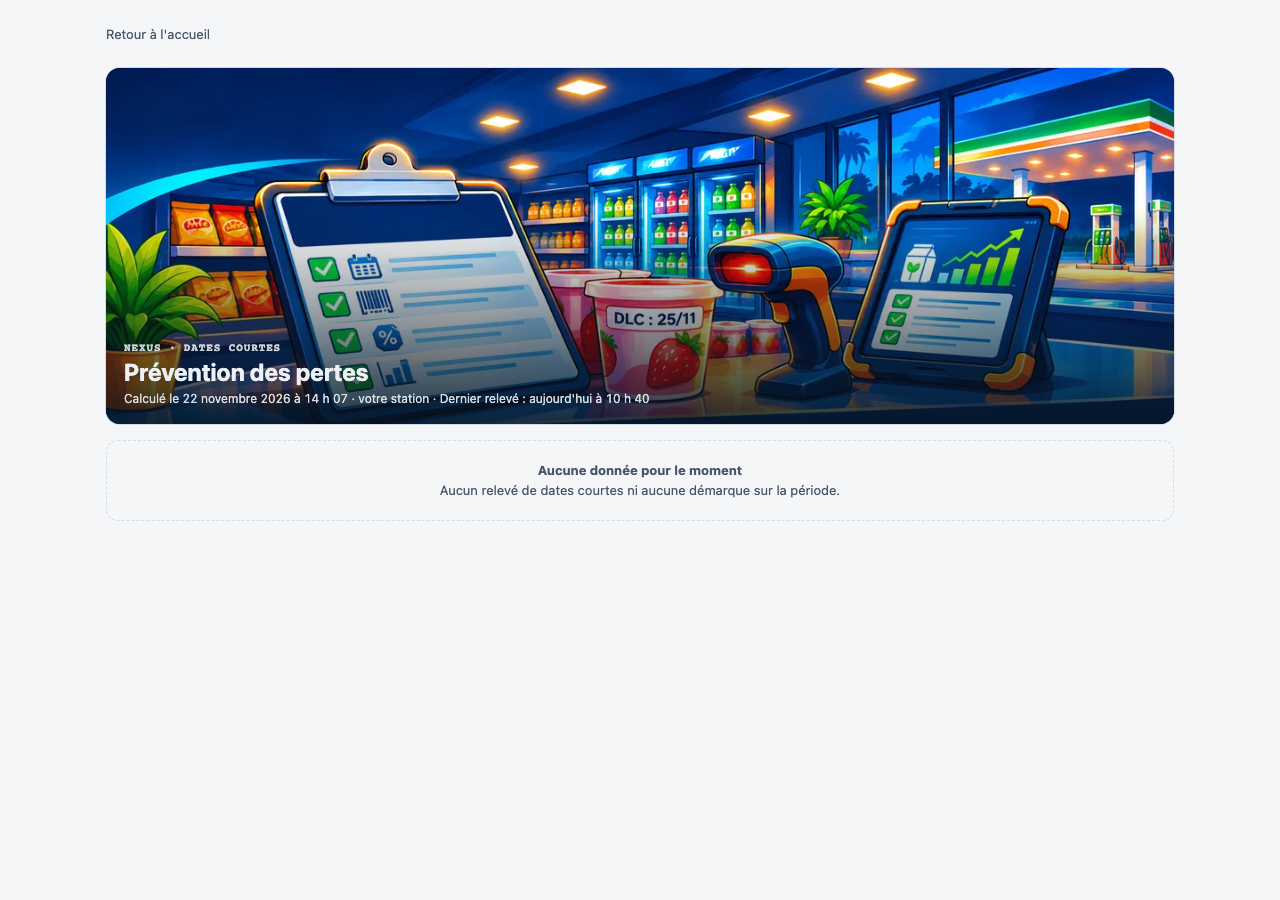 Retour à l'accueil
DLC : 25/11
NEXUS · DATES COURTES
Prévention des pertes
Calculé le 22 novembre 2026 à 14 h 07 · votre station · Dernier relevé : aujourd'hui à 10 h 40
Aucune donnée pour le moment
Aucun relevé de dates courtes ni aucune démarque sur la période.